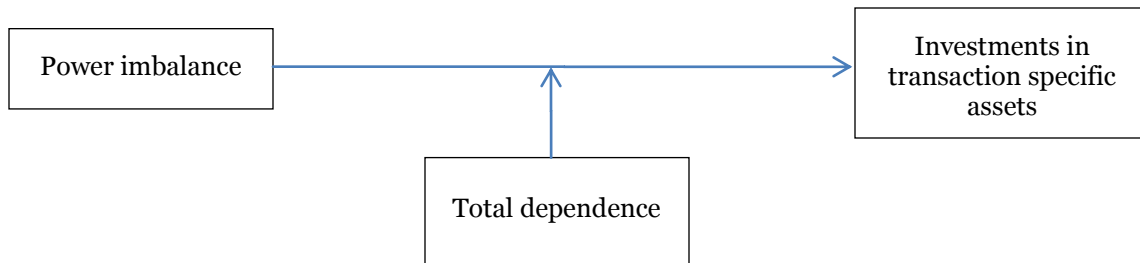 Power imbalance
Investments in
transaction specific
assets
Total dependence